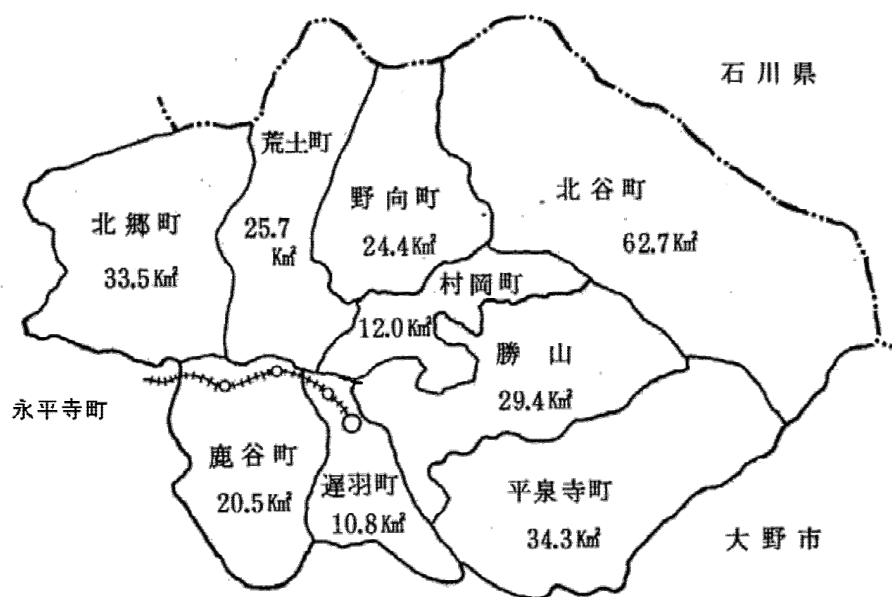 石川県
荒土町
25.7
K㎡
野向町
24.4K㎡
北谷町
62.7K㎡
北郷町
33.5K㎡
村岡町
12.0K㎡
勝山
29.4K㎡
永平寺町
鹿谷町
20.5K㎡
遅羽町
10.8K㎡
平泉寺町
34.3K㎡
大野市